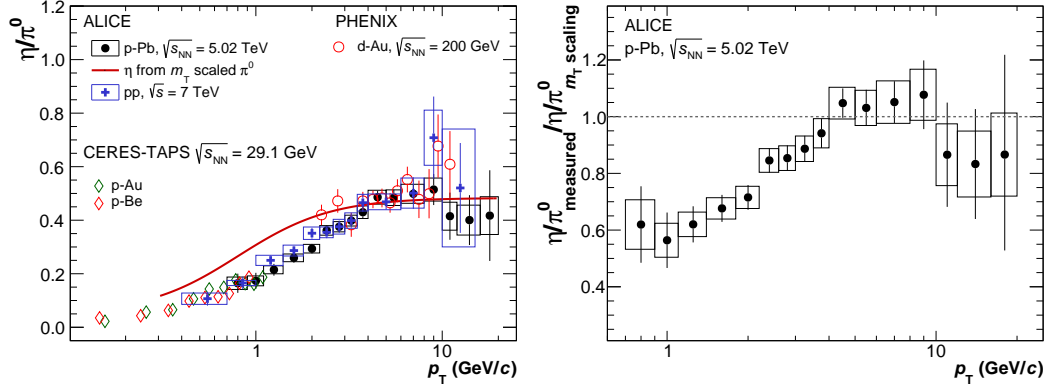 ALICE
p-Pb, √sNN = 5.02 TeV
η from mT scaled π0
pp, √s = 7 TeV
PHENIX
d-Au, √sNN = 200 GeV
CERES-TAPS √sNN = 29.1 GeV
p-Au
p-Be
η/π0
1.0
0.8
0.6
0.4
0.2
0.0
1
10
pT (GeV/c)
ALICE
p-Pb, √sNN = 5.02 TeV
η/π0measured/η/π0mT scaling
1.2
1.0
0.8
0.6
0.4
1
10
pT (GeV/c)